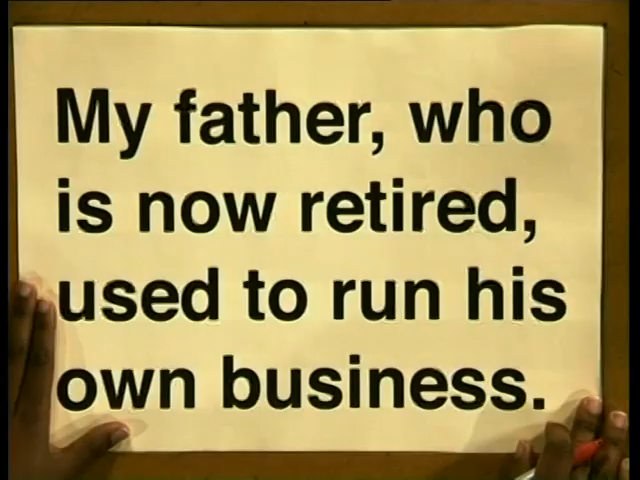 My father, who
is now retired,
used to run his
own business.